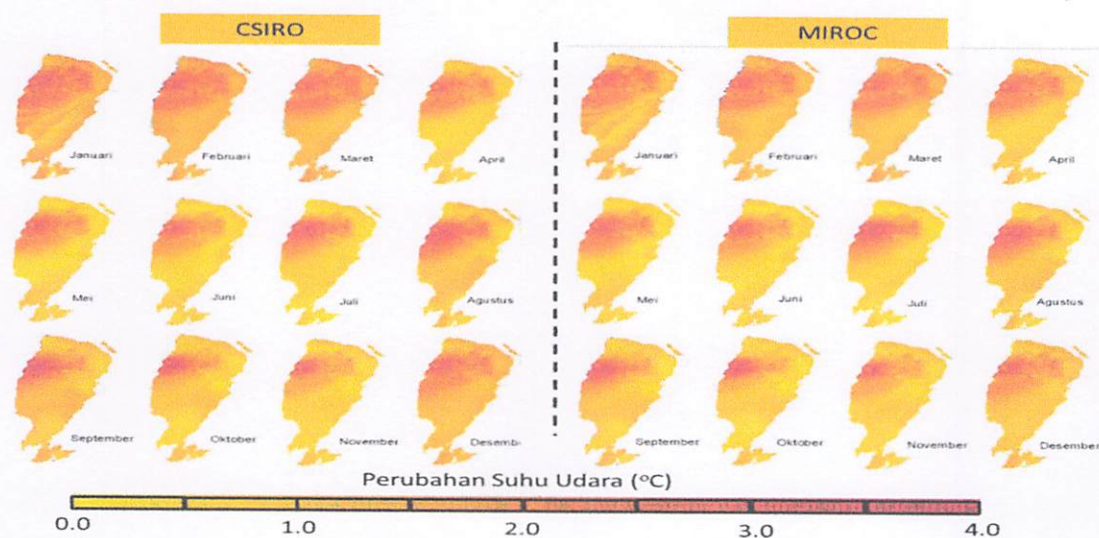 CSIRO
MIROC
Januari
Februari
Maret
April
Januari
Februari
Maret
April
Mei
Juni
Juli
Agustus
Mei
Juni
Juli
Agustus
September
Oktober
November
Desemb
September
Oktober
November
Desember
Perubahan Suhu Udara (°C)
0.0 1.0 2.0 3.0 4.0